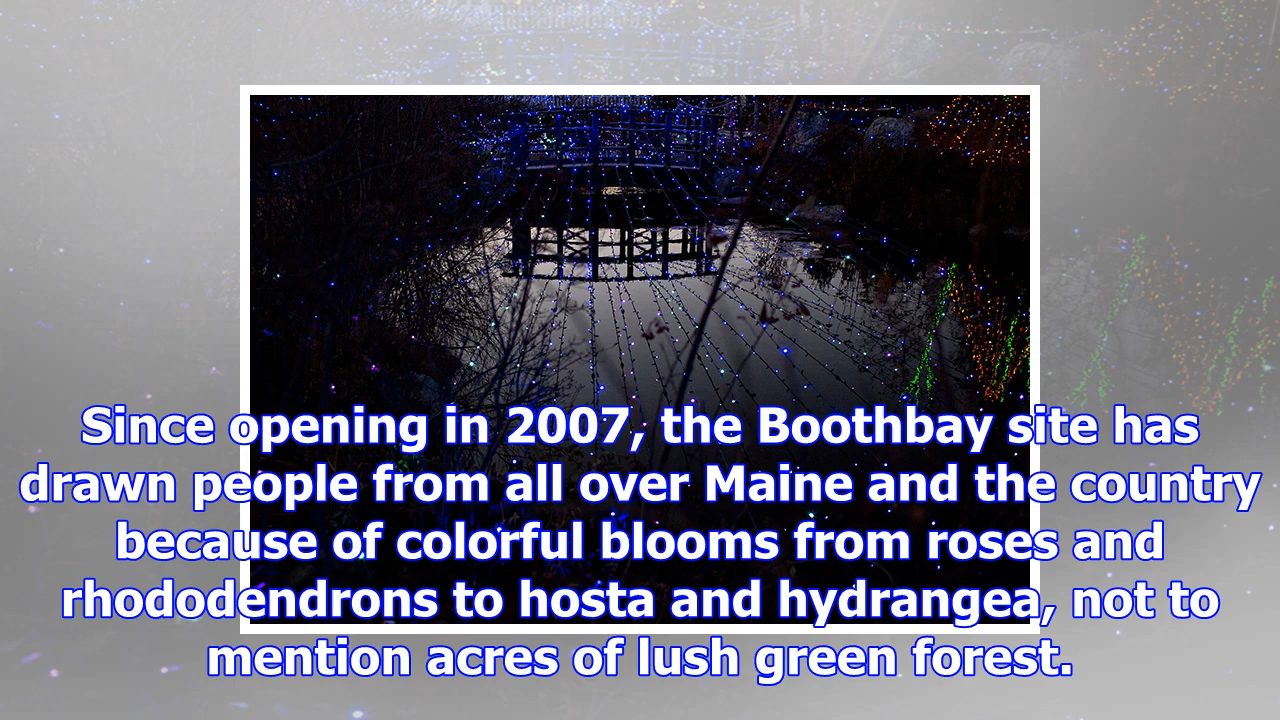 Since opening in 2007, the Boothbay site has
drawn people from all over Maine and the country
because of colorful blooms from roses and
rhododendrons to hosta and hydrangea, not to
mention acres of lush green forest.